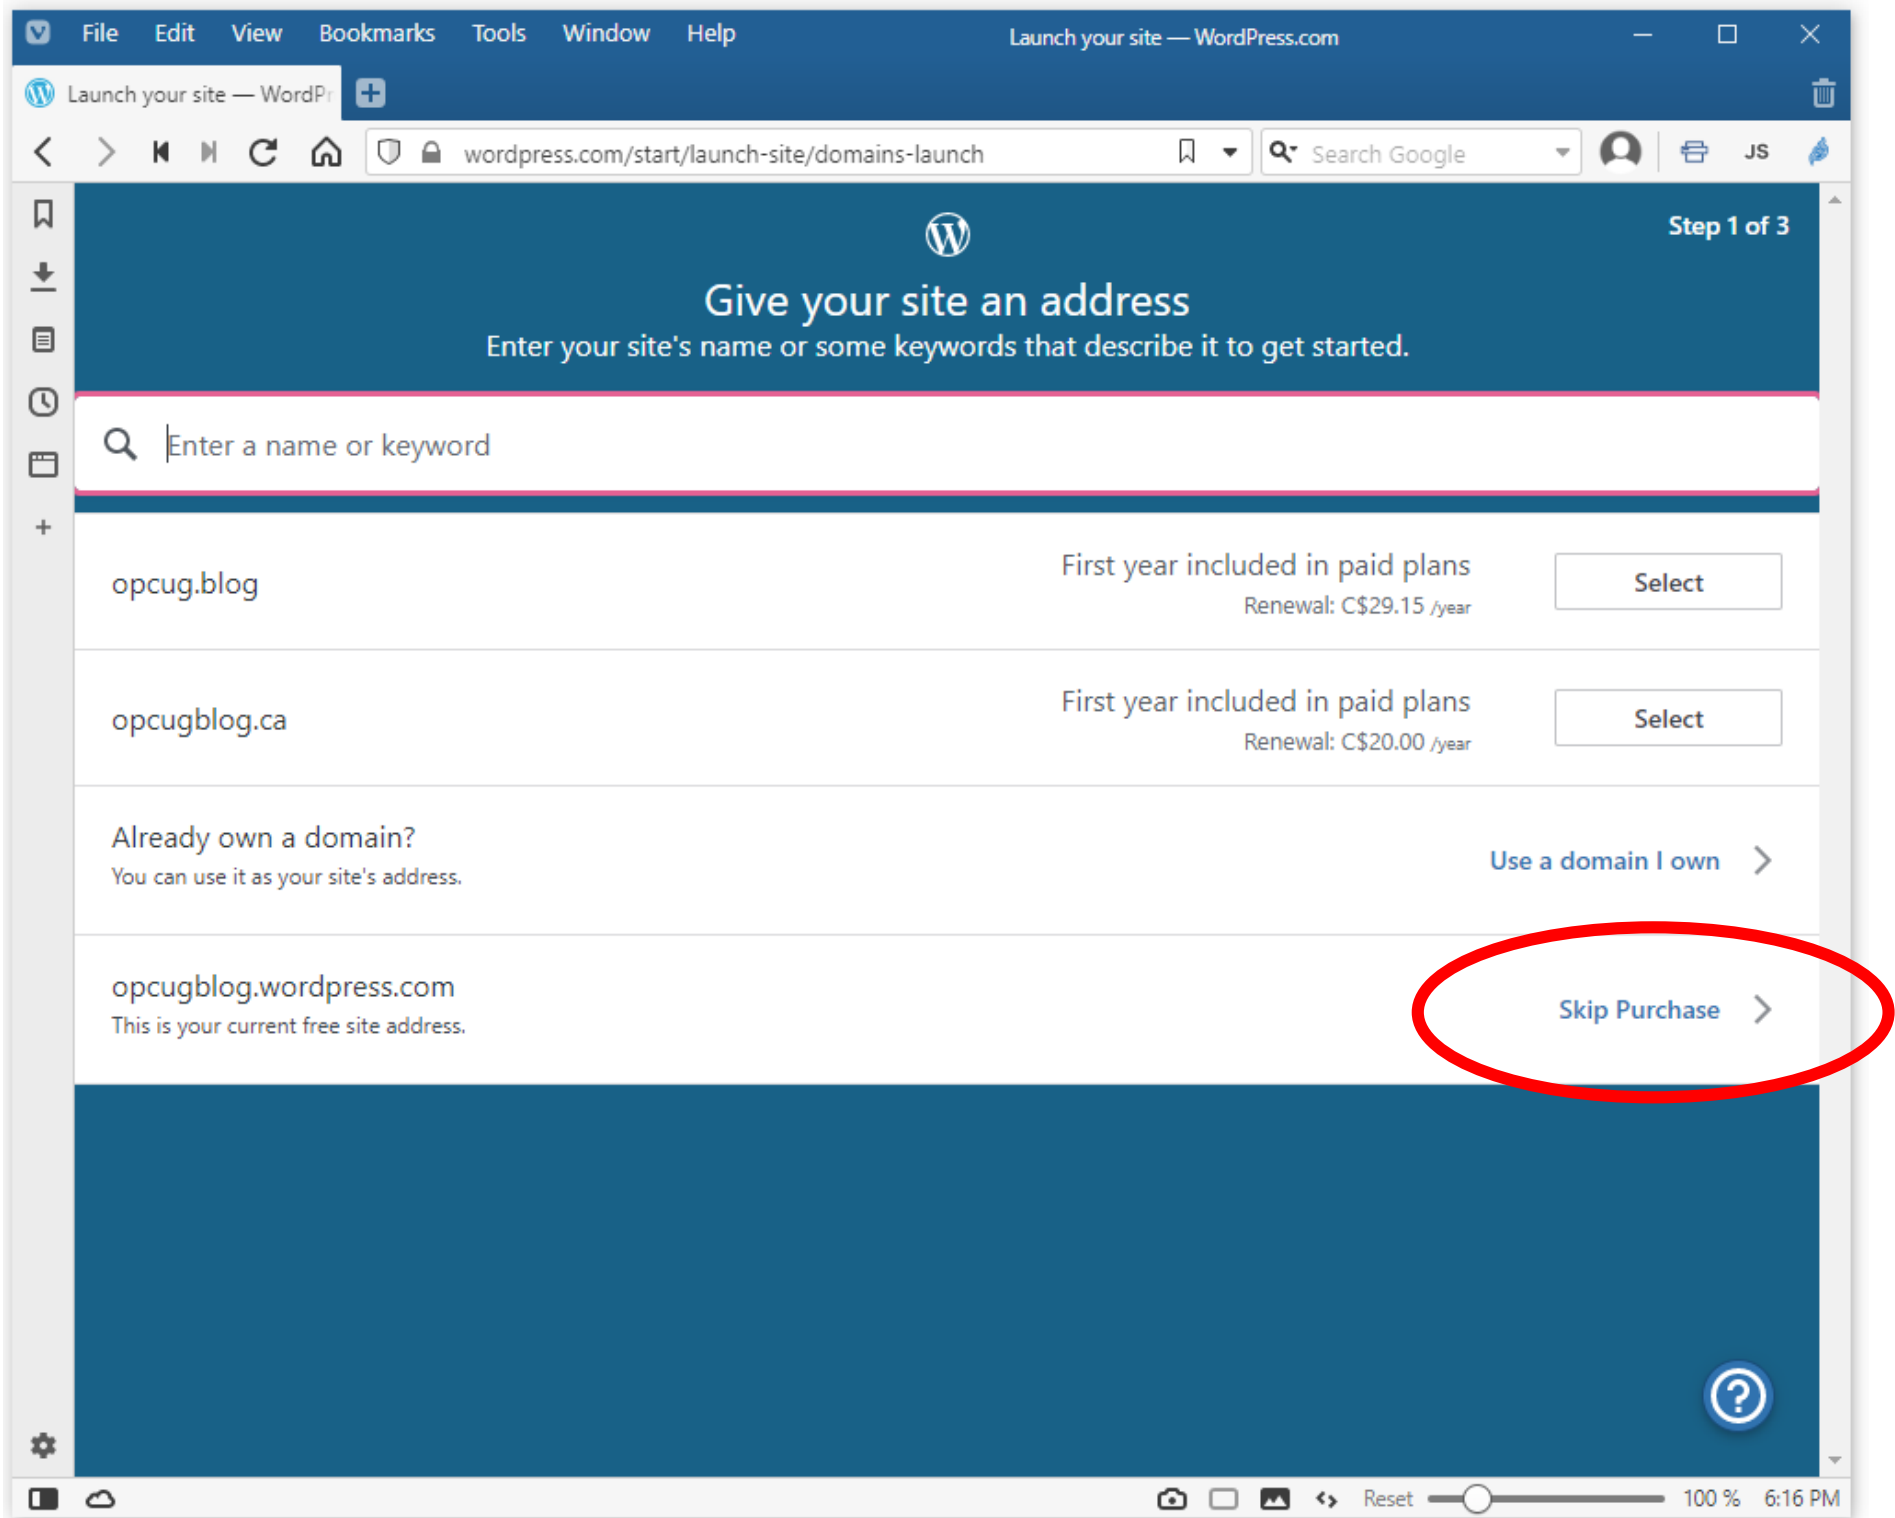 File Edit View Bookmarks Tools Window Help Launch your site — WordPress.com
Launch your site — WordPr
wordpress.com/start/launch-site/domains-launch Search Google JS
Step 1 of 3
Give your site an address
Enter your site's name or some keywords that describe it to get started.
Enter a name or keyword
opcug.blog
First year included in paid plans
Renewal: C$29.15 /year
Select
opcugblog.ca
First year included in paid plans
Renewal: C$20.00 /year
Select
Already own a domain?
You can use it as your site's address.
Use a domain I own
opcugblog.wordpress.com
This is your current free site address.
Skip Purchase
Reset 100 % 6:16 PM